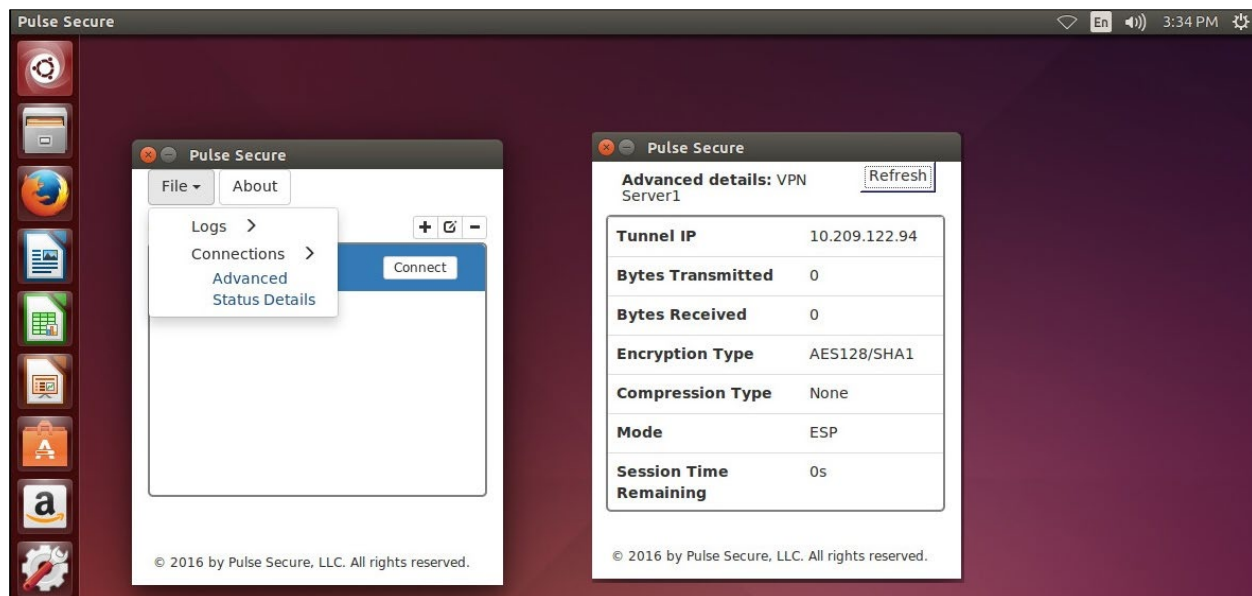 Pulse Secure
En
3:34 PM
Pulse Secure
File
About
Logs
Connections
Advanced
Status Details
Connect
© 2016 by Pulse Secure, LLC. All rights reserved.
Pulse Secure
Advanced details: VPN
Server1
Refresh
Tunnel IP 10.209.122.94
Bytes Transmitted 0
Bytes Received 0
Encryption Type AES128/SHA1
Compression Type None
Mode ESP
Session Time 0s
Remaining
© 2016 by Pulse Secure, LLC. All rights reserved.
A
a